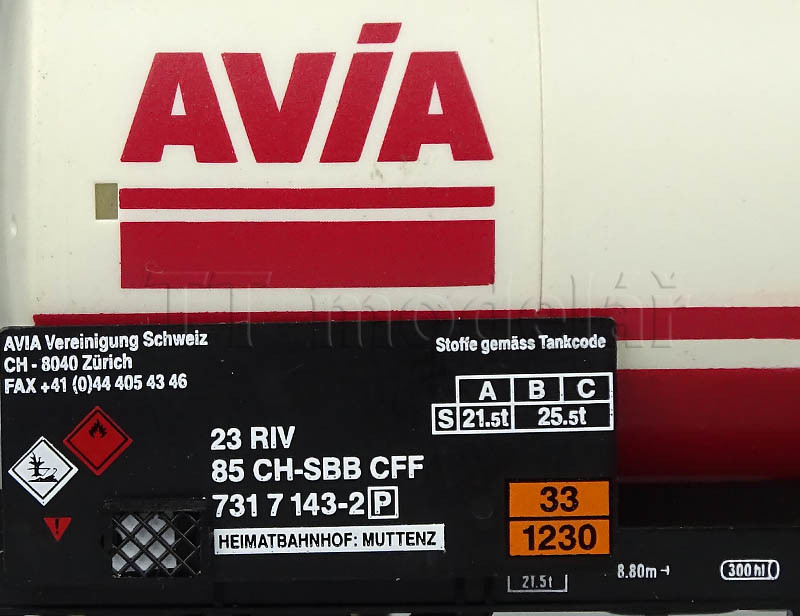 AVIA
TT modelář
AVIA Vereinigung Schweiz
CH - 8040 Zürich
FAX +41 (0)44 405 43 46
Stoffe gemäss Tankcode
A B C
S 21.5t 25.5t
23 RIV
85 CH-SBB CFF
731 7 143-2 P
HEIMATBAHNHOF: MUTTENZ
33
1230
21.5t
8.80m
300 hl